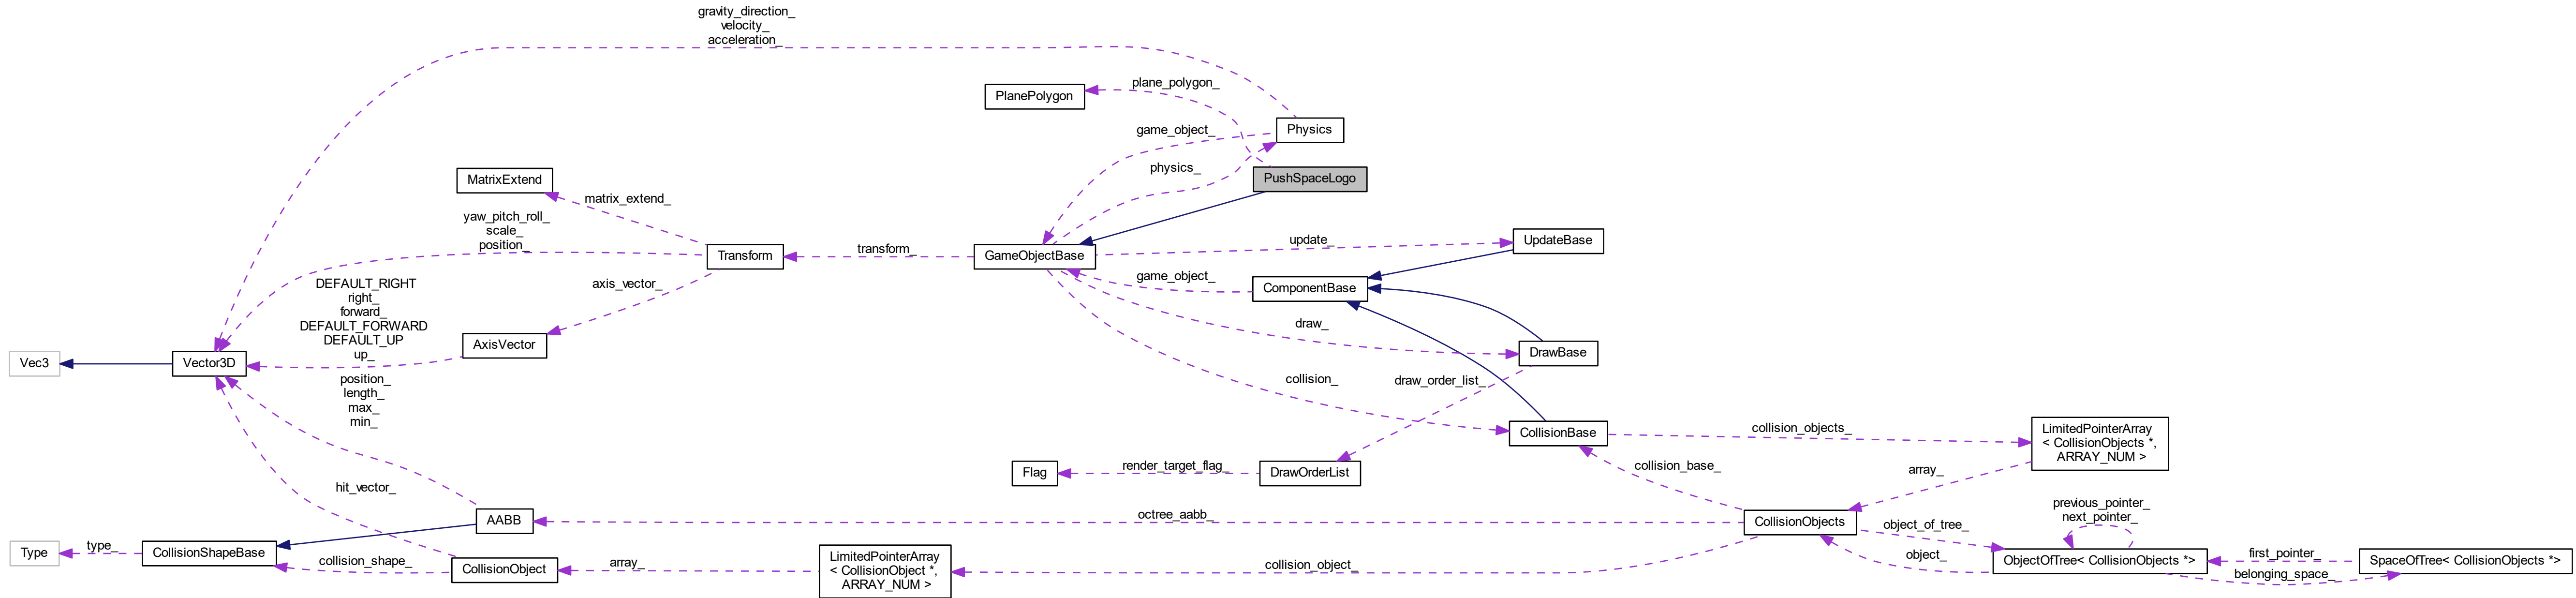 gravity_direction_
velocity_
acceleration_
plane_polygon_
PlanePolygon
Physics
game_object_
physics_
PushSpaceLogo
MatrixExtend
matrix_extend_
yaw_pitch_roll_
scale_
position_
Transform
transform_
GameObjectBase
update_
UpdateBase
game_object_
ComponentBase
axis_vector_
DEFAULT_RIGHT
right_
forward_
DEFAULT_FORWARD
DEFAULT_UP
up_
AxisVector
draw_
DrawBase
Vec3
Vector3D
position_
length_
max_
min_
collision_
draw_order_list_
CollisionBase
collision_objects_
LimitedPointerArray
< CollisionObjects *,
ARRAY_NUM >
Flag
render_target_flag_
DrawOrderList
collision_base_
array_
hit_vector_
AABB
octree_aabb_
CollisionObjects
object_of_tree_
previous_pointer_
next_pointer_
Type
type_
CollisionShapeBase
collision_shape_
CollisionObject
array_
LimitedPointerArray
< CollisionObject *,
ARRAY_NUM >
collision_object_
object_
ObjectOfTree< CollisionObjects *>
first_pointer_
belonging_space_
SpaceOfTree< CollisionObjects *>